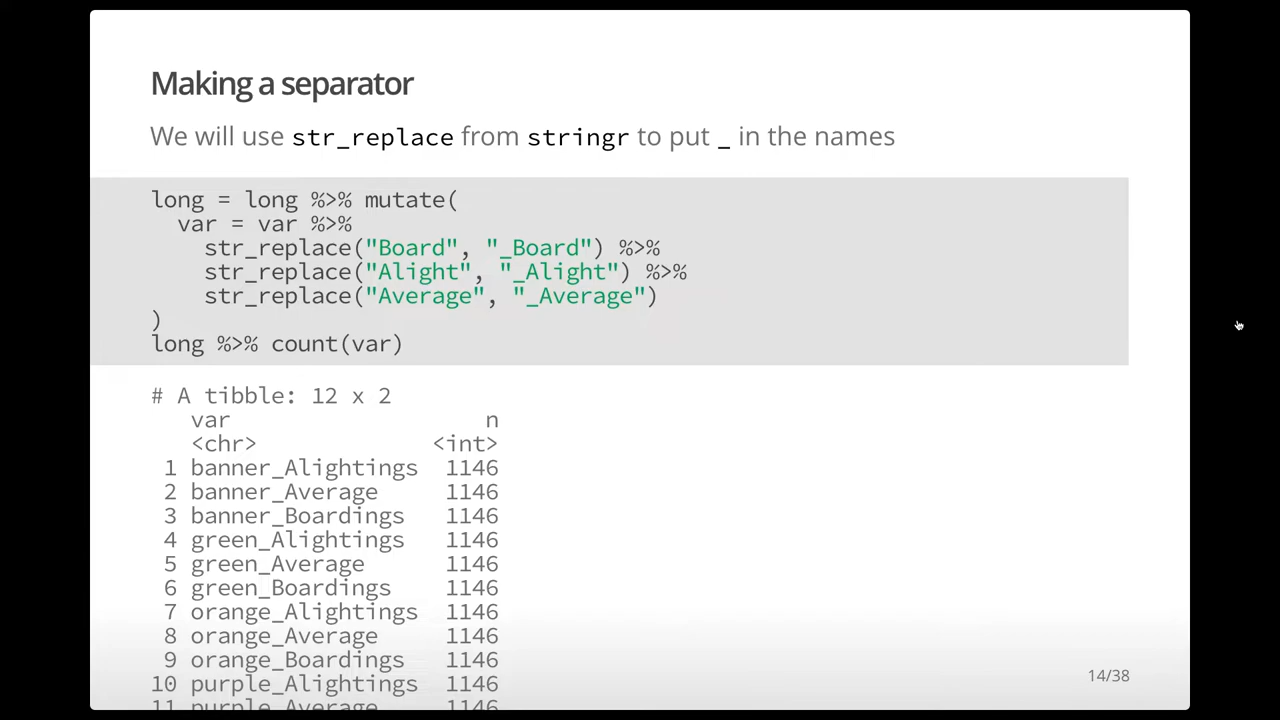 Making a separator
We will use str_replace from stringr to put _ in the names
long = long %>% mutate(
  var = var %>%
    str_replace("Board", "_Board") %>%
    str_replace("Alight", "_Alight") %>%
    str_replace("Average", "_Average")
)
long %>% count(var)
# A tibble: 12 x 2
   var                    n
   <chr>              <int>
 1 banner_Alightings  1146
 2 banner_Average     1146
 3 banner_Boardings   1146
 4 green_Alightings   1146
 5 green_Average      1146
 6 green_Boardings    1146
 7 orange_Alightings  1146
 8 orange_Average     1146
 9 orange_Boardings   1146
10 purple_Alightings  1146
11 purple_Average     1146
14/38